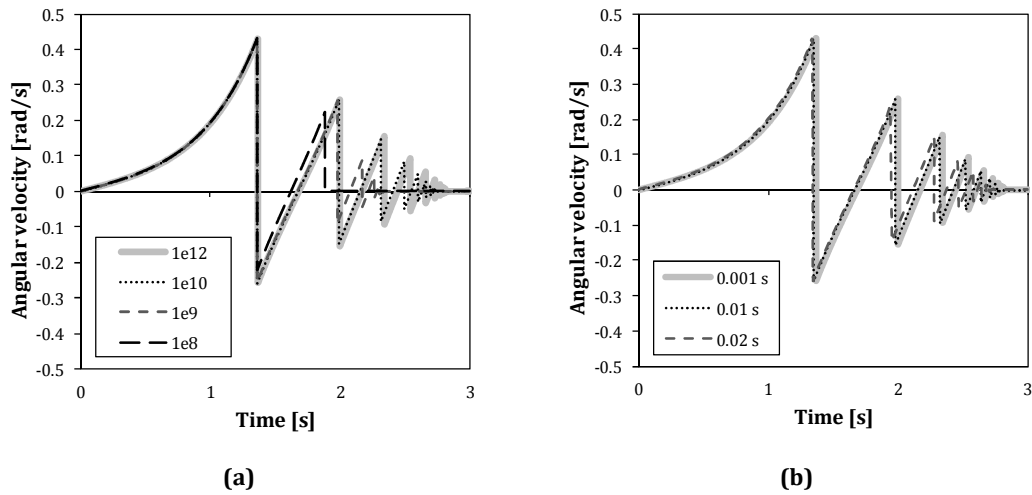 0.5
0.4
0.3
0.2
0.1
0
-0.1
-0.2
-0.3
-0.4
-0.5
Angular velocity [rad/s]
1e12
1e10
1e9
1e8
0 1 2 3
Time [s]
(a)
0.5
0.4
0.3
0.2
0.1
0
-0.1
-0.2
-0.3
-0.4
-0.5
Angular velocity [rad/s]
0.001 s
0.01 s
0.02 s
0 1 2 3
Time [s]
(b)